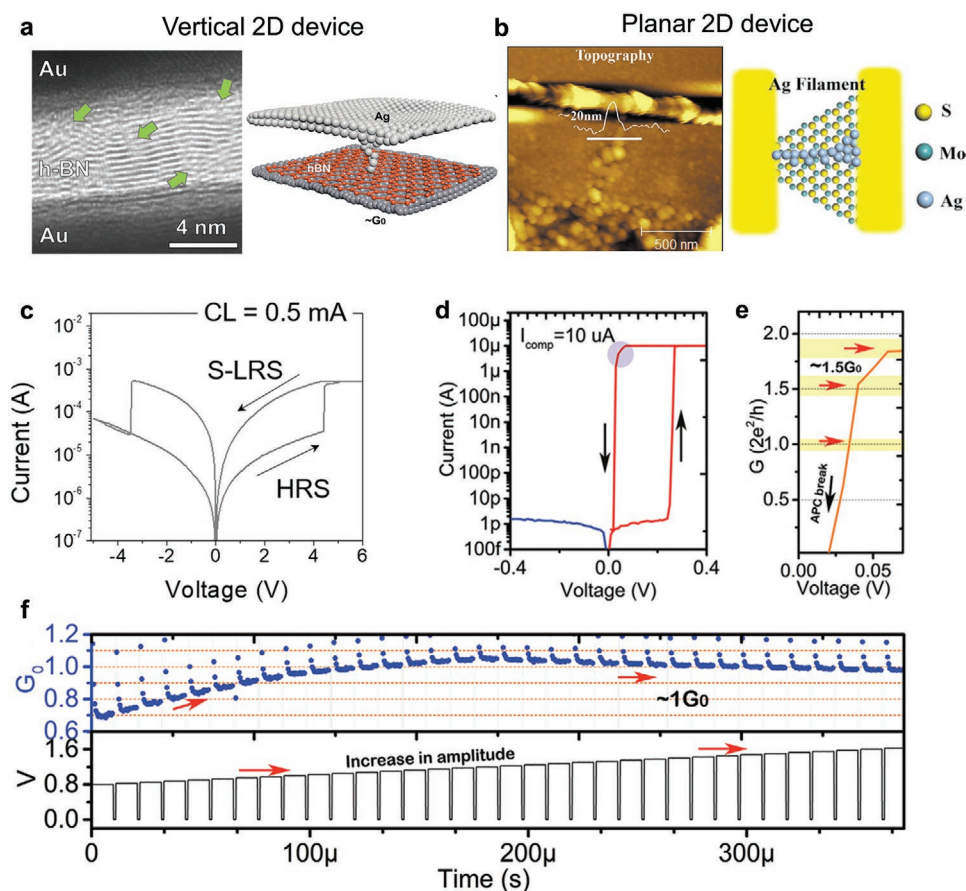 Vertical 2D device
Planar 2D device
a
Au
h-BN
Au
4 nm
Ag
hBN
~G₀
b
Topography
~20nm
500 nm
Ag Filament
S
Mo
Ag
c
CL = 0.5 mA
S-LRS
HRS
Current (A)
10⁻²
10⁻³
10⁻⁴
10⁻⁵
10⁻⁶
10⁻⁷
-4 -2 0 2 4 6
Voltage (V)
d
I_comp=10 uA
Current (A)
100μ
10μ
1μ
100n
10n
1n
100p
10p
1p
100f
-0.4 0.0 0.4
Voltage (V)
e
G (2e²/h)
2.0
1.5
1.0
0.5
~1.5G₀
APC break
0.00 0.05
Voltage (V)
f
G₀
1.2
1.0
0.8
0.6
~1G₀
V
1.6
0.8
0.0
Increase in amplitude
0 100μ 200μ 300μ
Time (s)